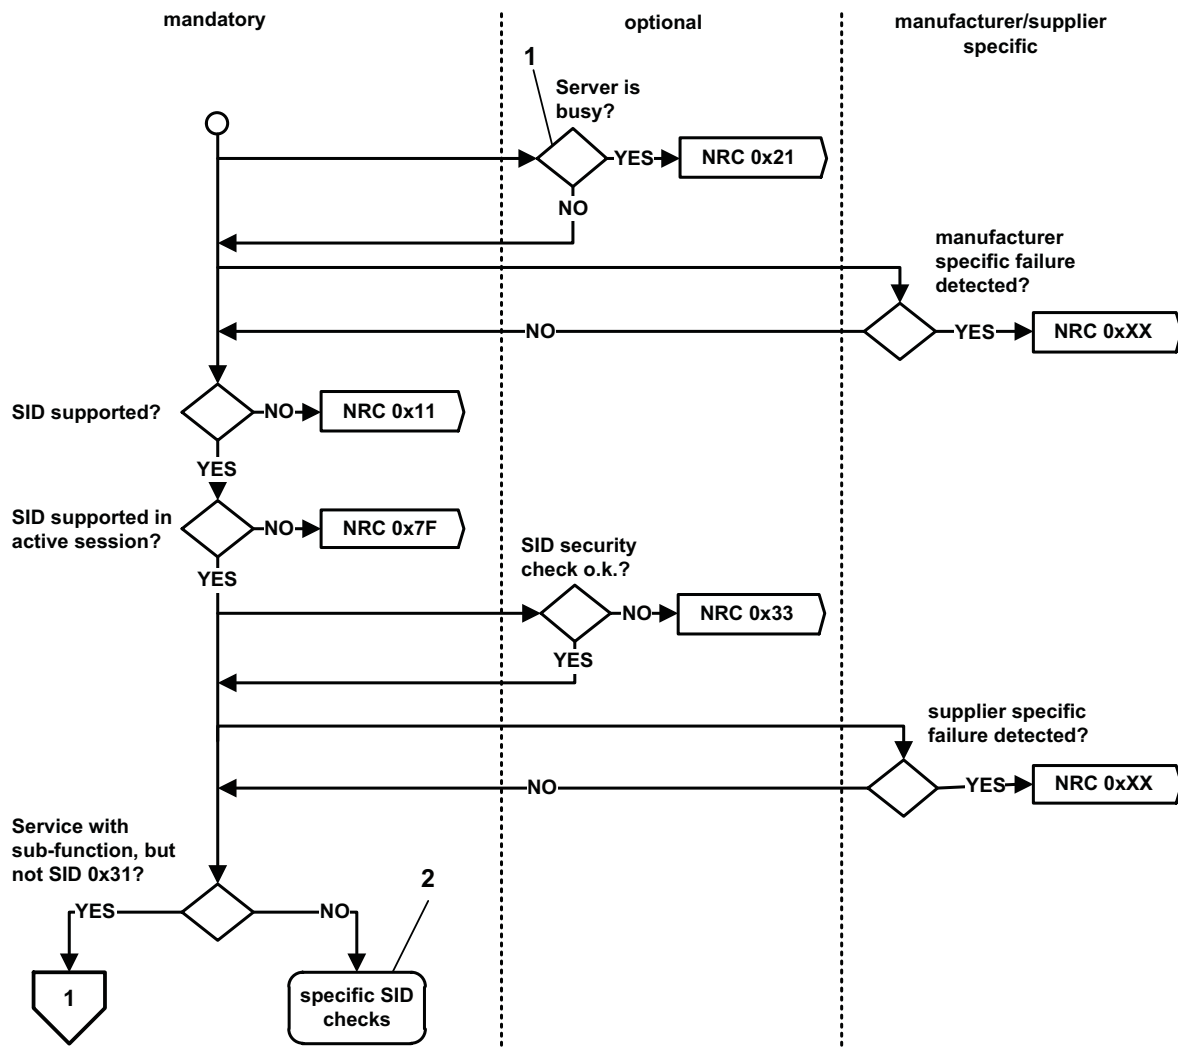 mandatory
optional
manufacturer/supplier
specific
1
Server is
busy?
YES
NRC 0x21
NO
manufacturer
specific failure
detected?
NO
YES
NRC 0xXX
SID supported?
NO
NRC 0x11
YES
SID supported in
active session?
NO
NRC 0x7F
YES
SID security
check o.k.?
NO
NRC 0x33
YES
supplier specific
failure detected?
NO
YES
NRC 0xXX
Service with
sub-function, but
not SID 0x31?
YES
NO
2
1
specific SID
checks